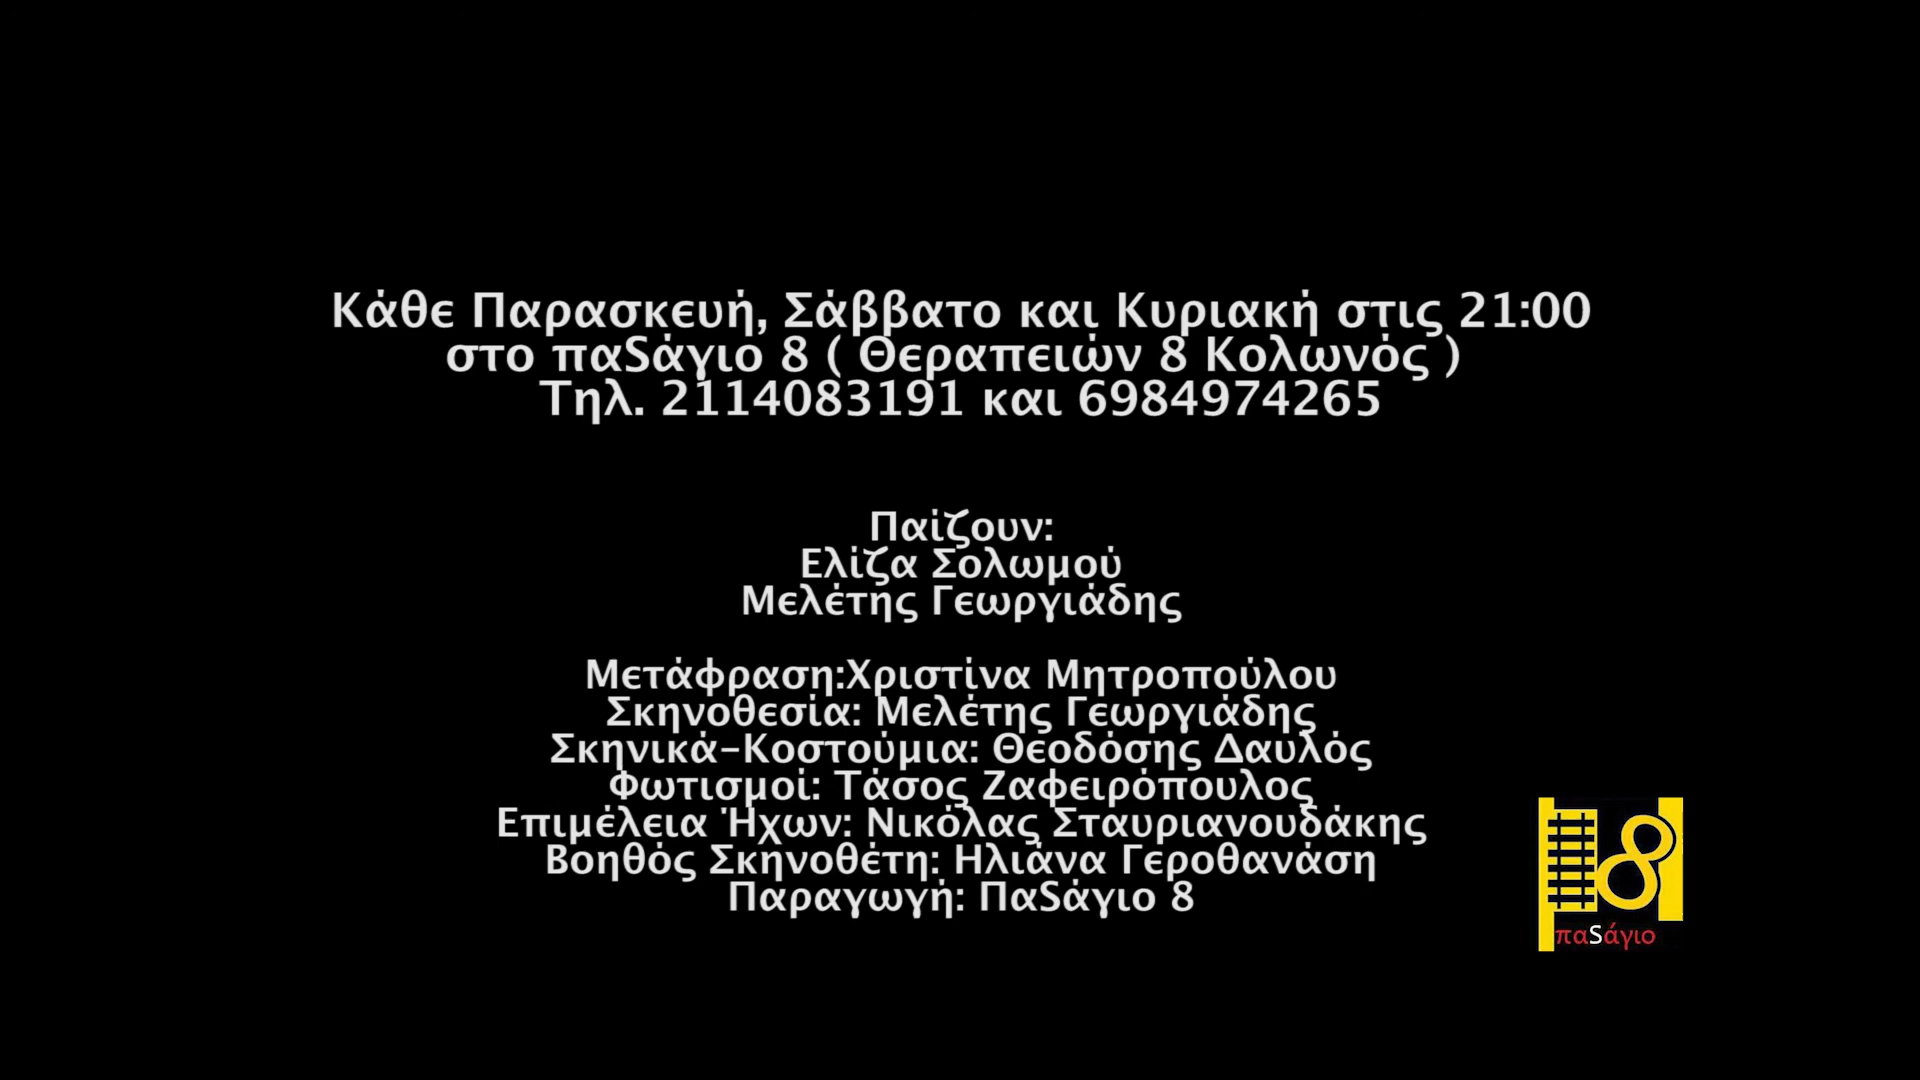 Κάθε Παρασκευή, Σάββατο και Κυριακή στις 21:00
στο παSάγιο 8 ( Θεραπειών 8 Κολωνός )
Τηλ. 2114083191 και 6984974265
Παίζουν:
Ελίζα Σολωμού
Μελέτης Γεωργιάδης
Μετάφραση:Χριστίνα Μητροπούλου
Σκηνοθεσία: Μελέτης Γεωργιάδης
Σκηνικά-Κοστούμια: Θεοδόσης Δαυλός
Φωτισμοί: Τάσος Ζαφειρόπουλος
Επιμέλεια Ήχων: Νικόλας Σταυριανουδάκης
Βοηθός Σκηνοθέτη: Ηλιάνα Γεροθανάση
Παραγωγή: ΠαSάγιο 8
8
παSάγιο